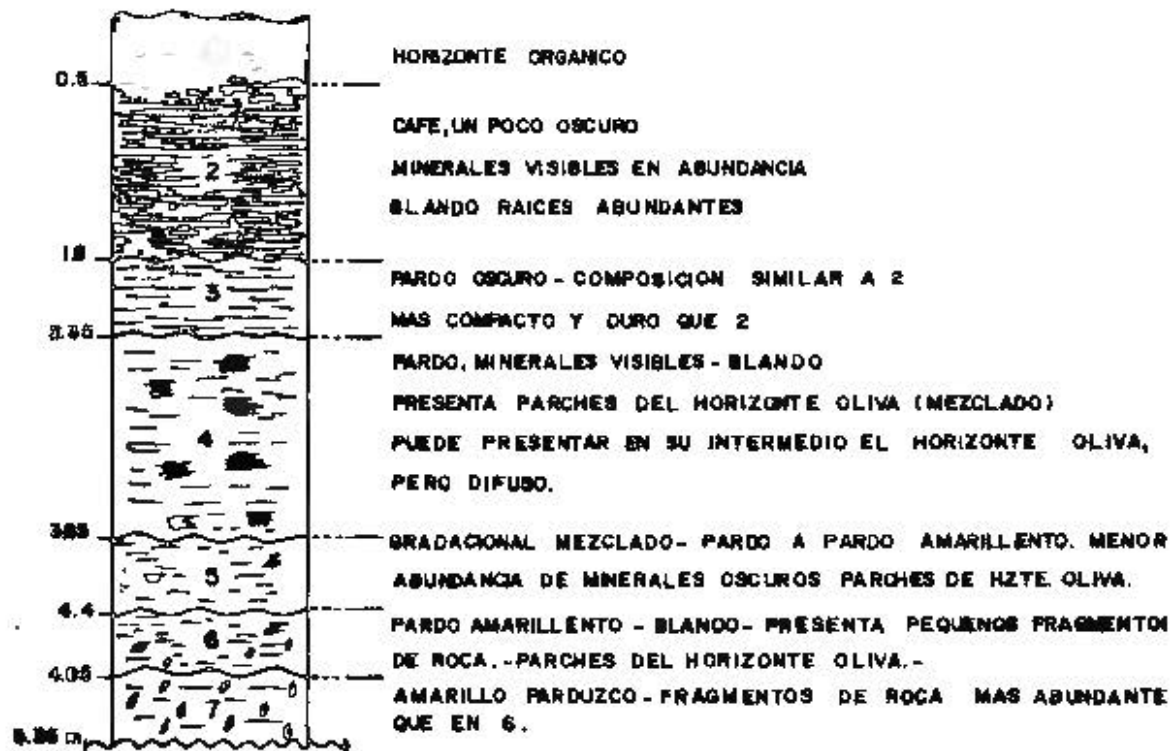 HORIZONTE ORGANICO
0.5
CAFE, UN POCO OSCURO
MINERALES VISIBLES EN ABUNDANCIA
2
BLANDO RAICES ABUNDANTES
PARDO OSCURO - COMPOSICION SIMILAR A 2
3
MAS COMPACTO Y DURO QUE 2
PARDO, MINERALES VISIBLES - BLANDO
PRESENTA PARCHES DEL HORIZONTE OLIVA (MEZCLADO)
4
PUEDE PRESENTAR EN SU INTERMEDIO EL HORIZONTE OLIVA,
PERO DIFUSO.
GRADACIONAL MEZCLADO - PARDO A PARDO AMARILLENTO. MENOR
5
ABUNDANCIA DE MINERALES OSCUROS PARCHES DE HZTE. OLIVA.
4.4
PARDO AMARILLENTO - BLANDO - PRESENTA PEQUENOS FRAGMENTOS
6
DE ROCA. - PARCHES DEL HORIZONTE OLIVA. -
AMARILLO PARDUZCO - FRAGMENTOS DE ROCA MAS ABUNDANTE
7
QUE EN 6.